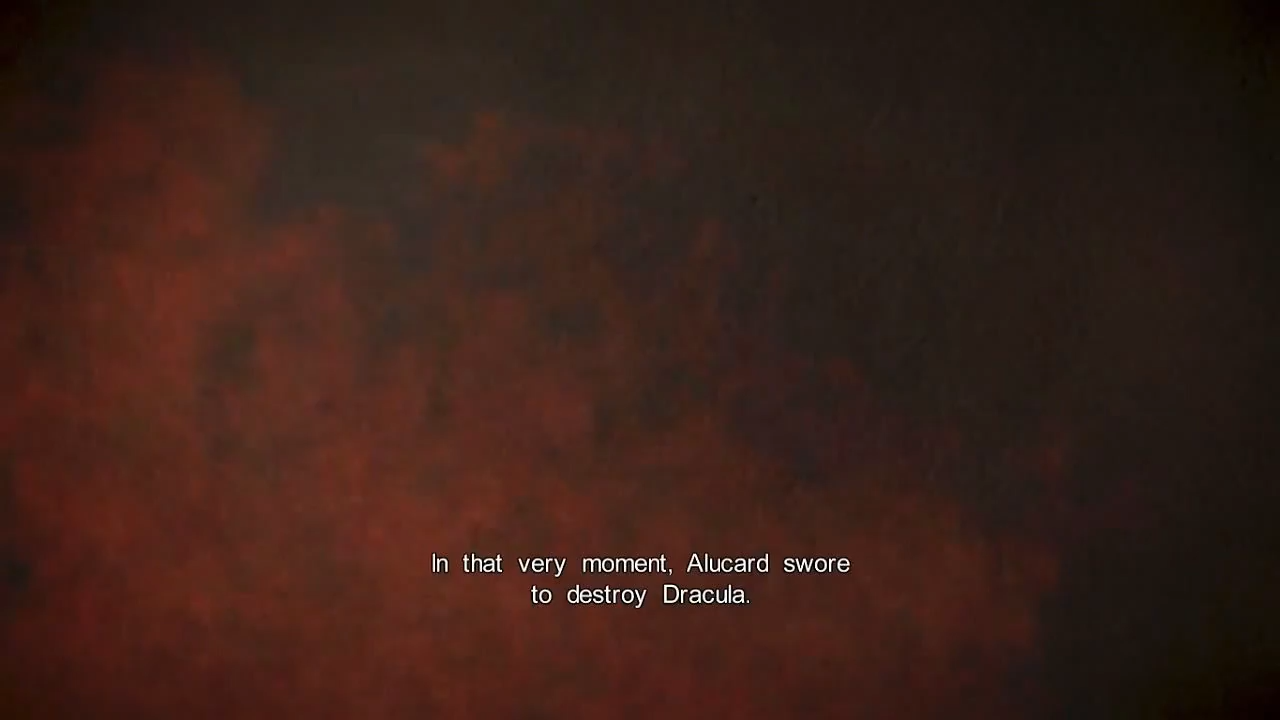 In that very moment, Alucard swore
to destroy Dracula.